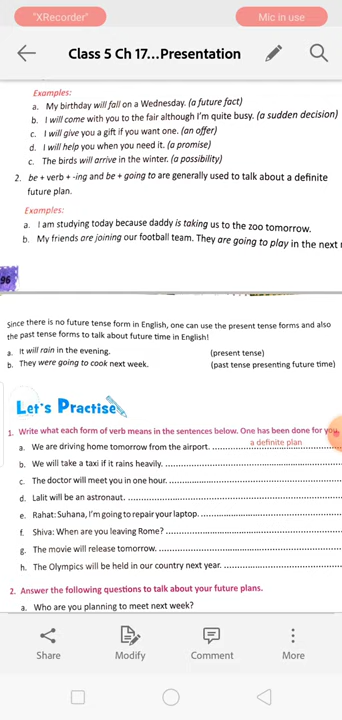 "XRecorder"
Mic in use
Class 5 Ch 17...Presentation
Examples:
a. My birthday will fall on a Wednesday. (a future fact)
b. I will come with you to the fair although I'm quite busy. (a sudden decision)
c. I will give you a gift if you want one. (an offer)
d. I will help you when you need it. (a promise)
c. The birds will arrive in the winter. (a possibility)
2. be + verb + -ing and be + going to are generally used to talk about a definite
future plan.
Examples:
a. I am studying today because daddy is taking us to the zoo tomorrow.
b. My friends are joining our football team. They are going to play in the next
96
Since there is no future tense form in English, one can use the present tense forms and also
the past tense forms to talk about future time in English!
a. It will rain in the evening. (present tense)
b. They were going to cook next week. (past tense presenting future time)
Let's Practise
1. Write what each form of verb means in the sentences below. One has been done for you.
a. We are driving home tomorrow from the airport. a definite plan
b. We will take a taxi if it rains heavily.
c. The doctor will meet you in one hour.
d. Lalit will be an astronaut.
e. Rahat: Suhana, I'm going to repair your laptop.
f. Shiva: When are you leaving Rome?
g. The movie will release tomorrow.
h. The Olympics will be held in our country next year.
2. Answer the following questions to talk about your future plans.
a. Who are you planning to meet next week?
Share
Modify
Comment
More